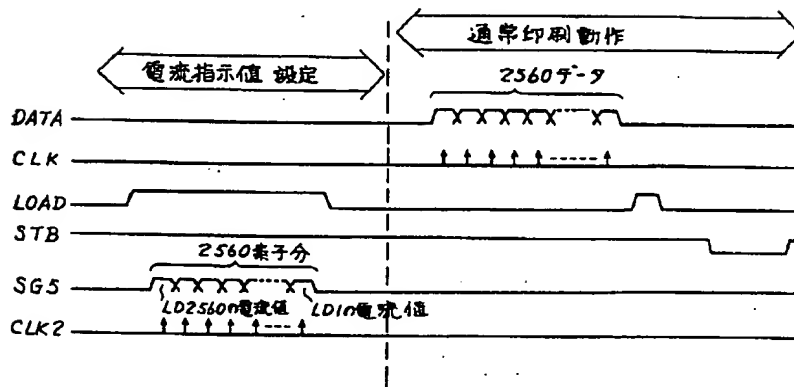 通常印刷動作
電流指示値 設定
2560データ
DATA
CLK
LOAD
STB
2560素子分
SG5
LD2560の電流値
LD1の電流値
CLK2